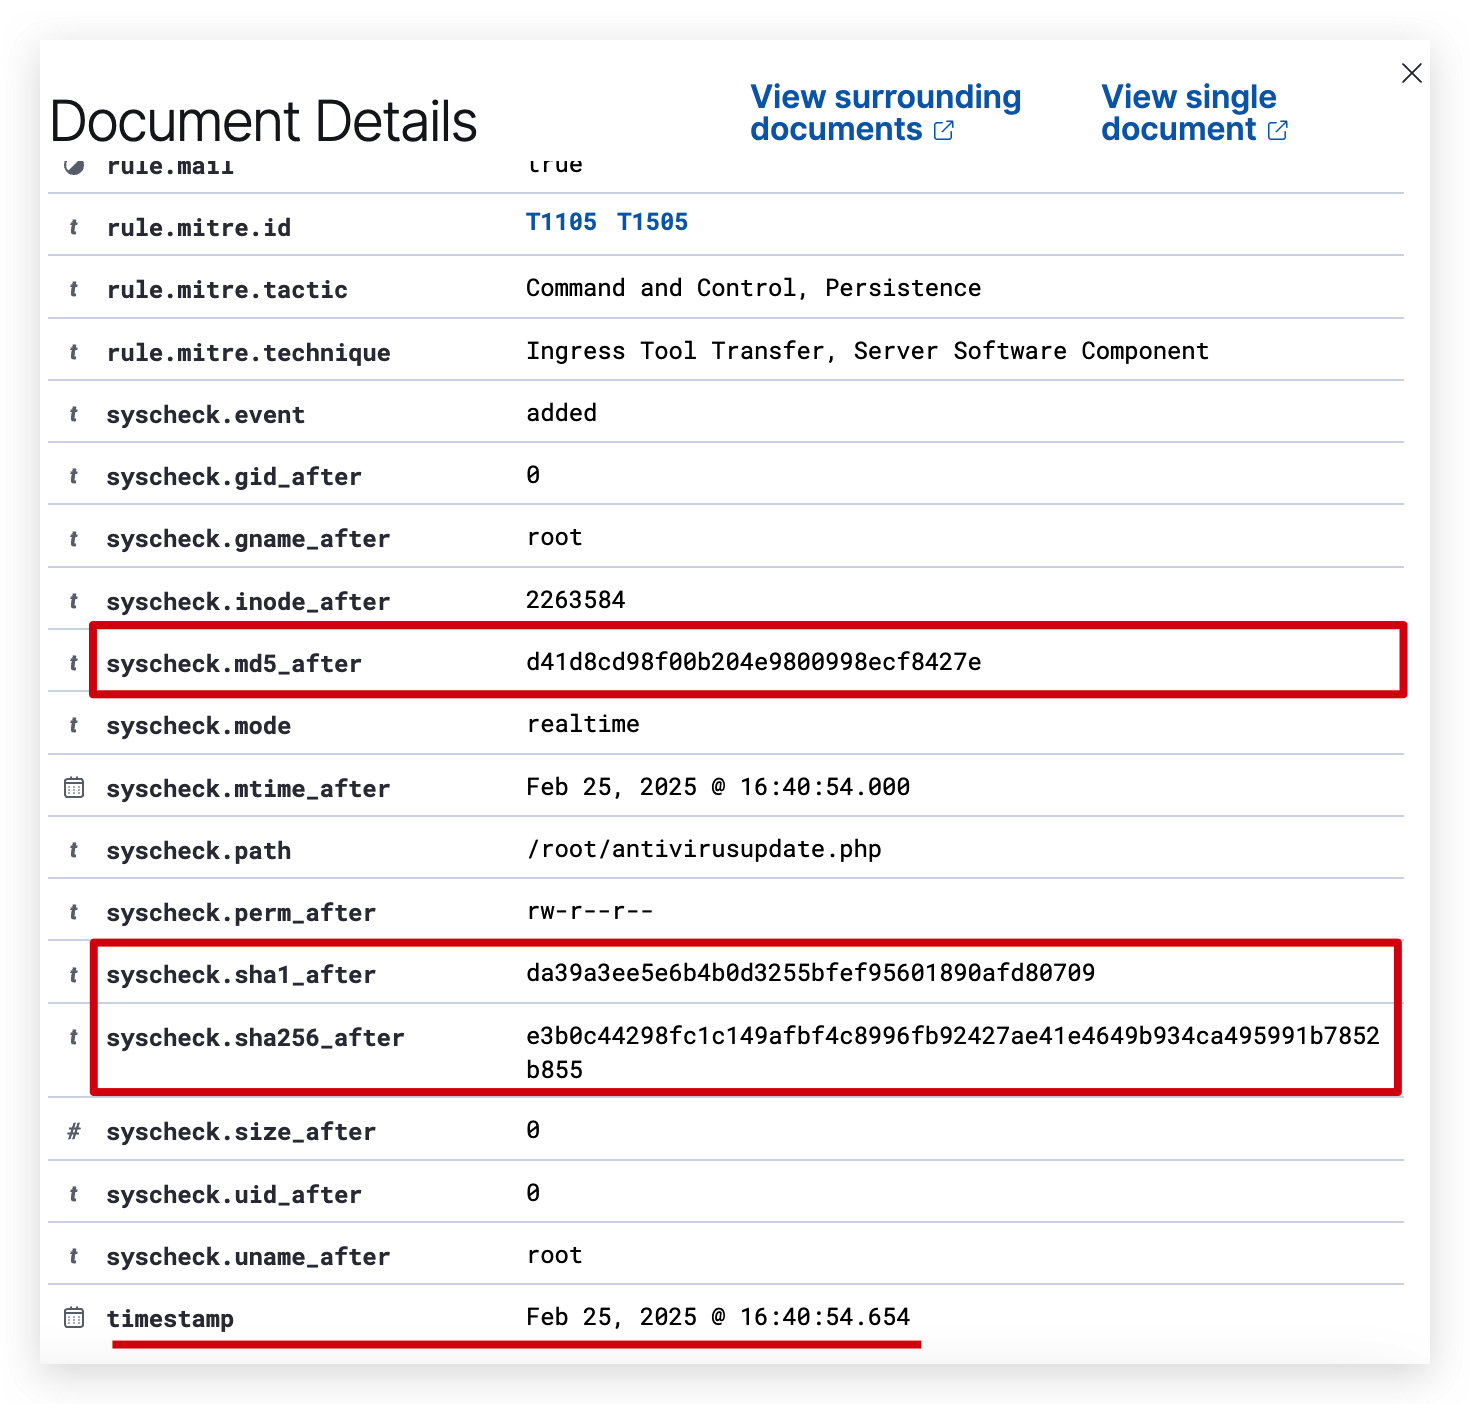 Document Details
View surrounding
documents
View single
document
rule.mail true
t rule.mitre.id T1105 T1505
t rule.mitre.tactic Command and Control, Persistence
t rule.mitre.technique Ingress Tool Transfer, Server Software Component
t syscheck.event added
t syscheck.gid_after 0
t syscheck.gname_after root
t syscheck.inode_after 2263584
t syscheck.md5_after d41d8cd98f00b204e9800998ecf8427e
t syscheck.mode realtime
syscheck.mtime_after Feb 25, 2025 @ 16:40:54.000
t syscheck.path /root/antivirusupdate.php
t syscheck.perm_after rw-r--r--
t syscheck.sha1_after da39a3ee5e6b4b0d3255bfef95601890afd80709
t syscheck.sha256_after e3b0c44298fc1c149afbf4c8996fb92427ae41e4649b934ca495991b7852
b855
# syscheck.size_after 0
t syscheck.uid_after 0
t syscheck.uname_after root
timestamp Feb 25, 2025 @ 16:40:54.654